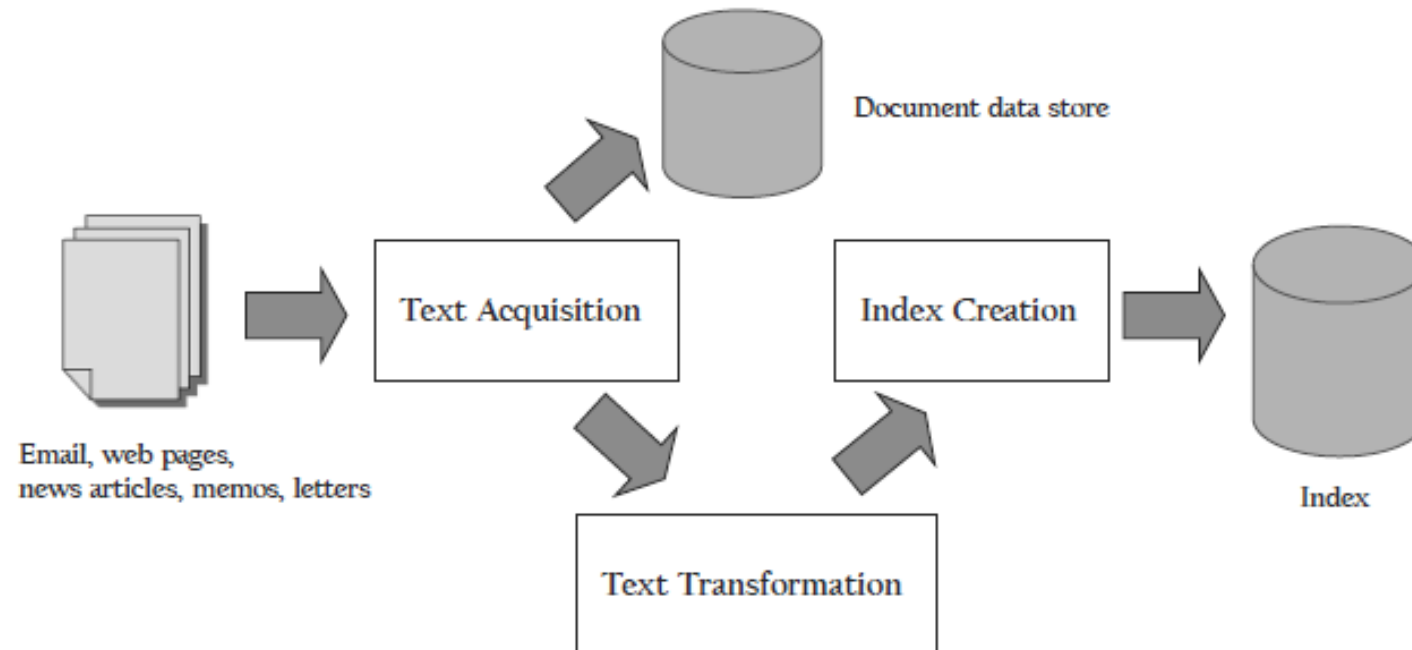 Document data store
Text Acquisition
Index Creation
Email, web pages,
news articles, memos, letters
Index
Text Transformation